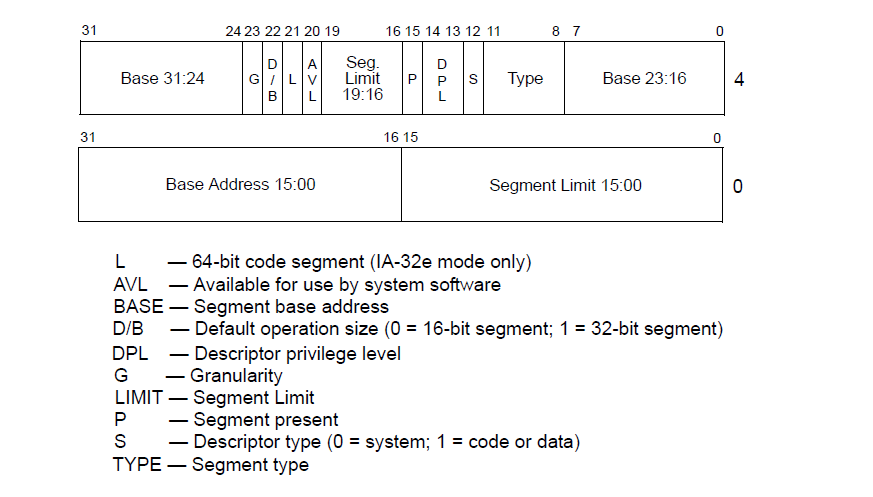 31 24 23 22 21 20 19 16 15 14 13 12 11 8 7 0
Base 31:24 G D/B L AVL Seg. Limit 19:16 P DPL S Type Base 23:16 4
31 16 15 0
Base Address 15:00 Segment Limit 15:00 0
L — 64-bit code segment (IA-32e mode only)
AVL — Available for use by system software
BASE — Segment base address
D/B — Default operation size (0 = 16-bit segment; 1 = 32-bit segment)
DPL — Descriptor privilege level
G — Granularity
LIMIT — Segment Limit
P — Segment present
S — Descriptor type (0 = system; 1 = code or data)
TYPE — Segment type